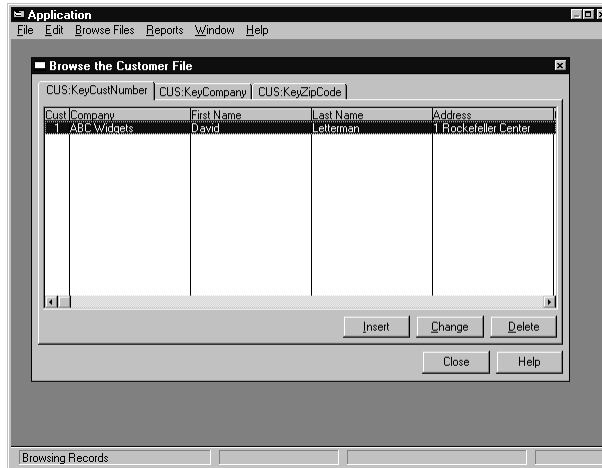 Application
File Edit Browse Files Reports Window Help
Browse the Customer File
CUS:KeyCustNumber CUS:KeyCompany CUS:KeyZipCode
Cust Company First Name Last Name Address
1 ABC Widgets David Letterman 1 Rockefeller Center
Insert Change Delete
Close Help
Browsing Records